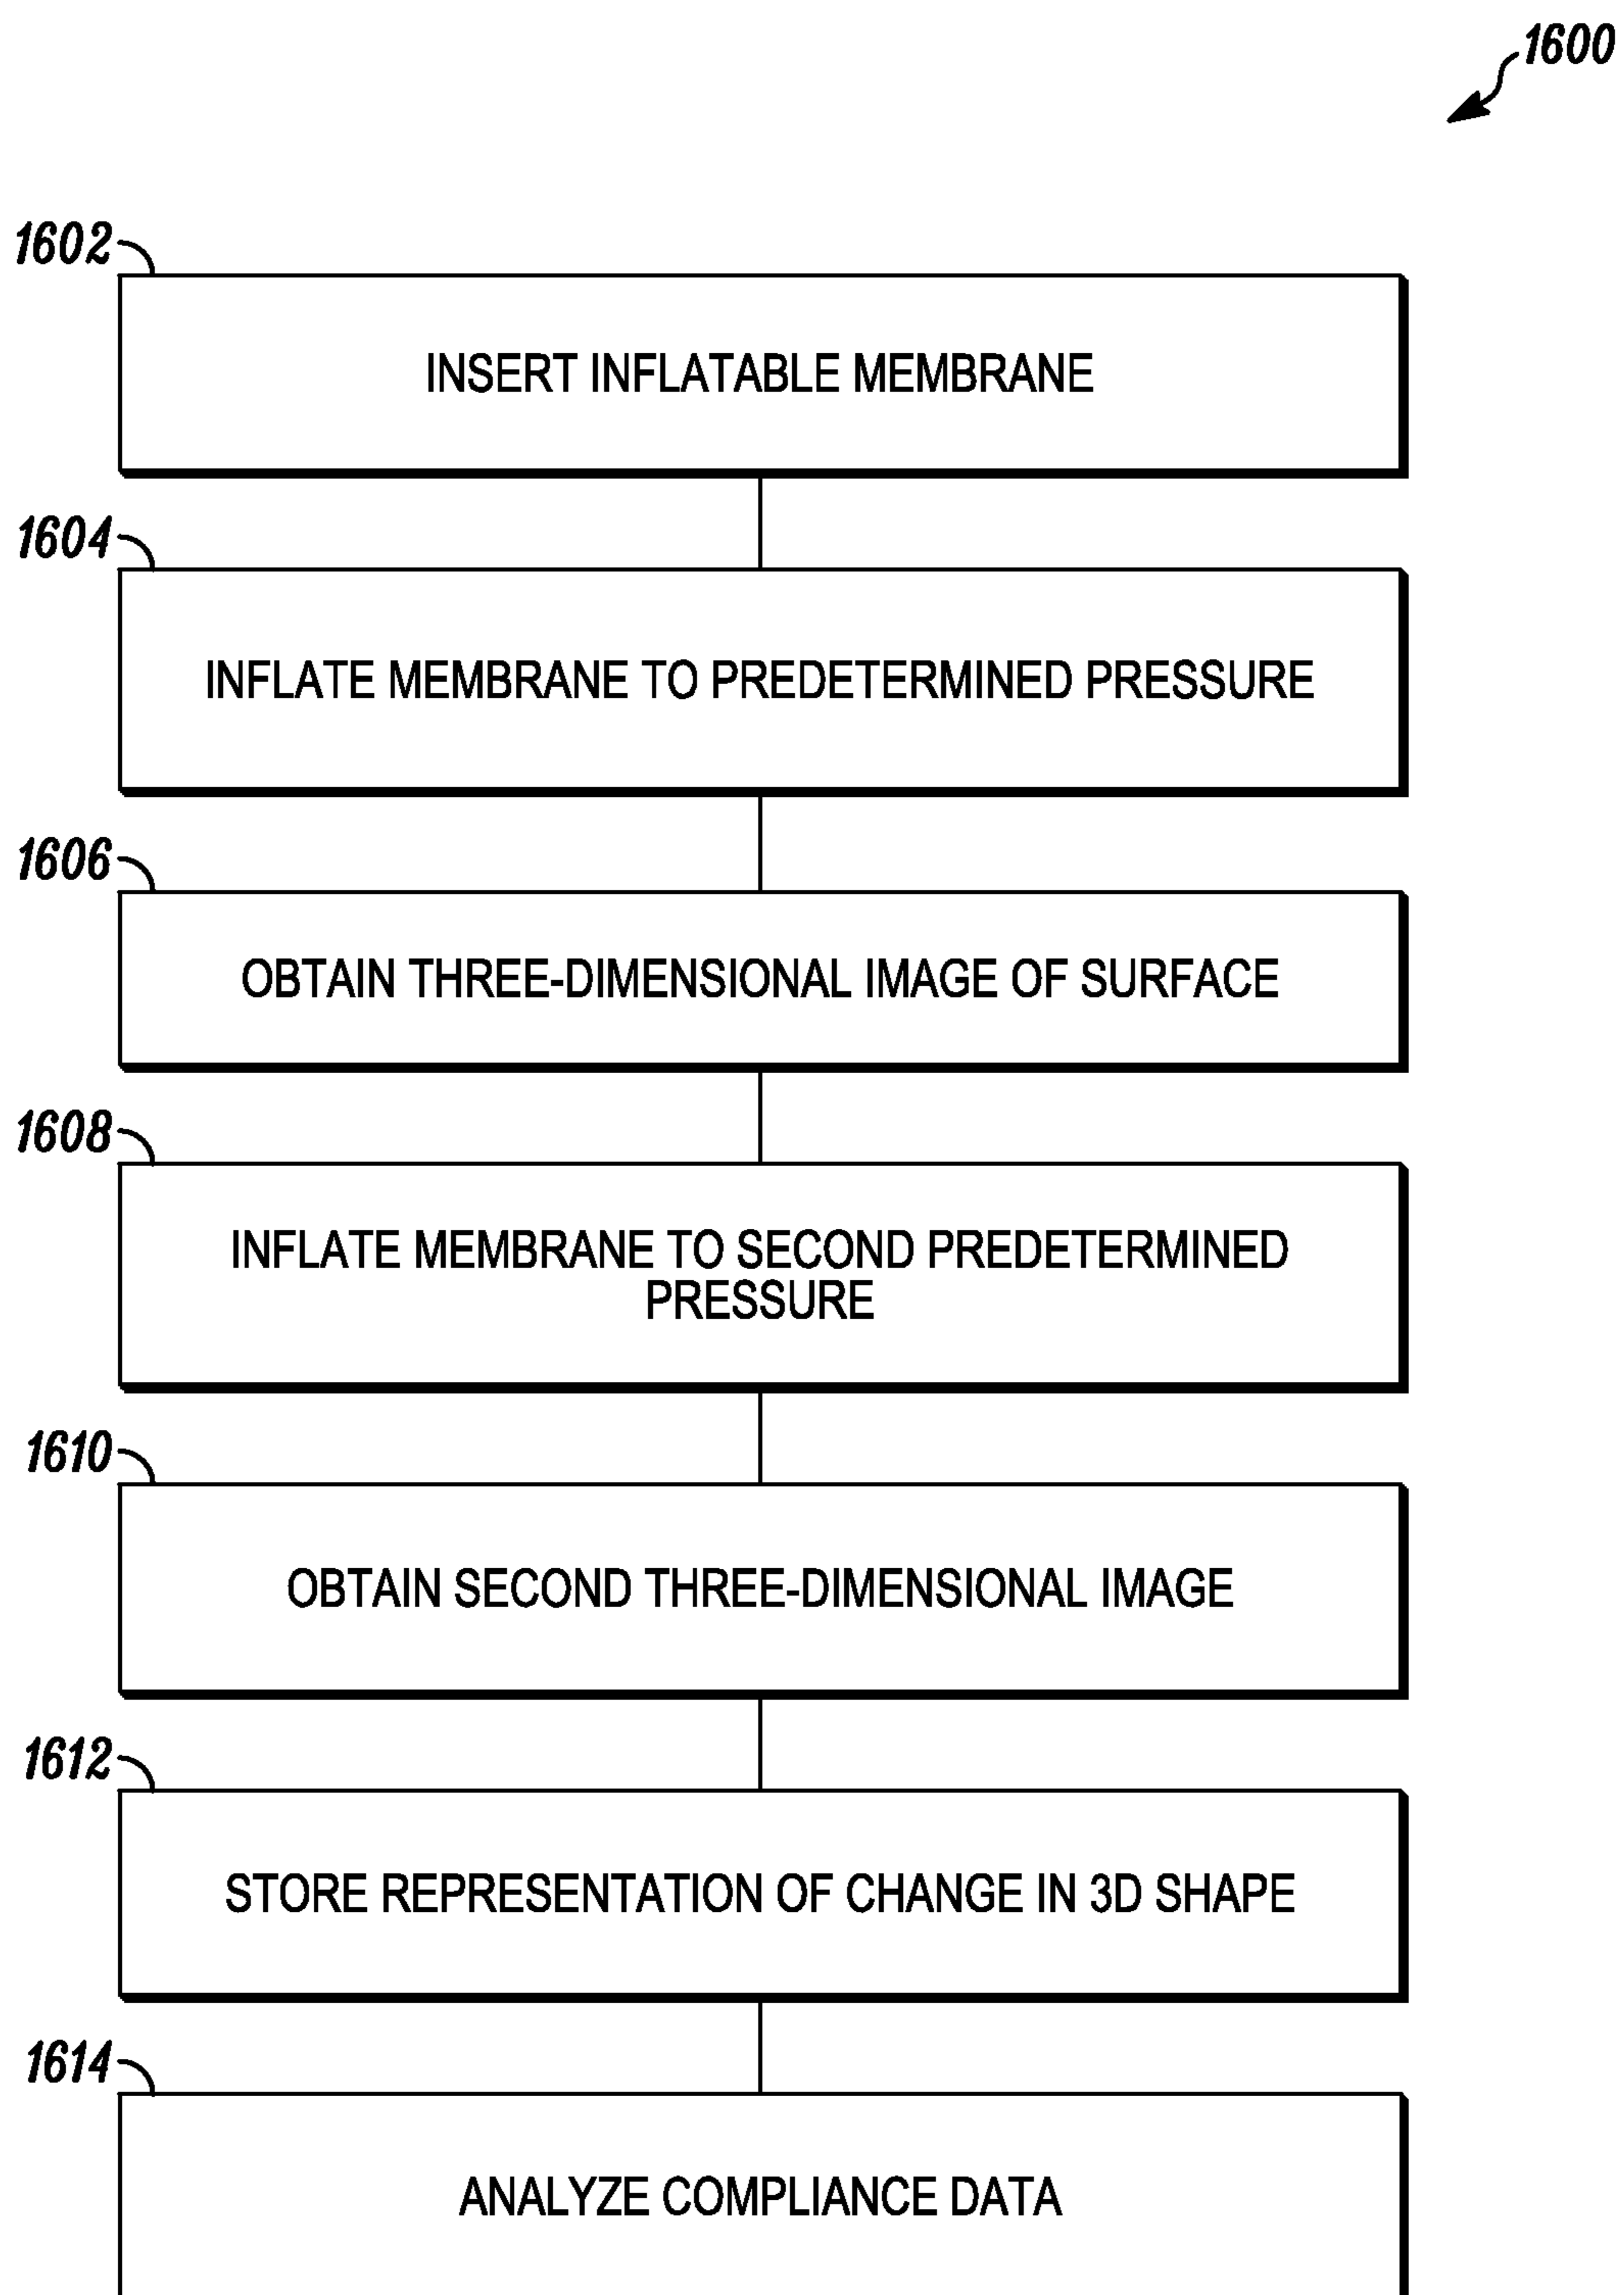 1600
1602
INSERT INFLATABLE MEMBRANE
1604
INFLATE MEMBRANE TO PREDETERMINED PRESSURE
1606
OBTAIN THREE-DIMENSIONAL IMAGE OF SURFACE
1608
INFLATE MEMBRANE TO SECOND PREDETERMINED
PRESSURE
1610
OBTAIN SECOND THREE-DIMENSIONAL IMAGE
1612
STORE REPRESENTATION OF CHANGE IN 3D SHAPE
1614
ANALYZE COMPLIANCE DATA